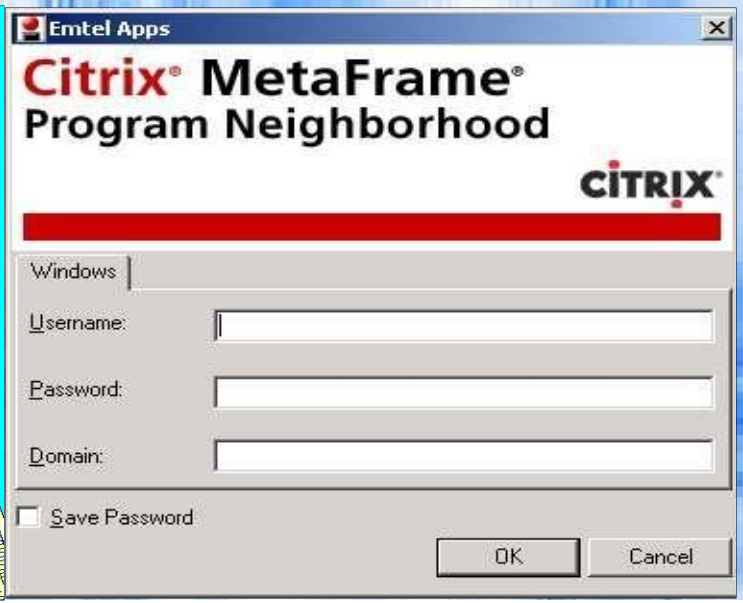 Emtel Apps
Citrix® MetaFrame®
Program Neighborhood
CITRIX®
Windows
Username:
Password:
Domain:
Save Password
OK Cancel